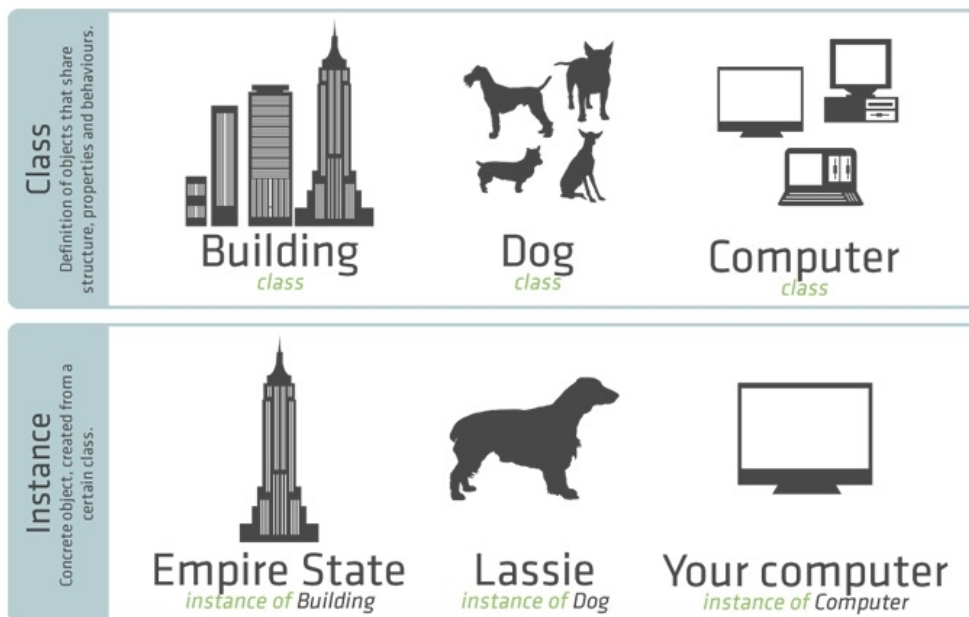 Class
Definition of objects that share
structure, properties and behaviours.
Building
class
Dog
class
Computer
class
Instance
Concrete object, created from a
certain class.
Empire State
instance of Building
Lassie
instance of Dog
Your computer
instance of Computer